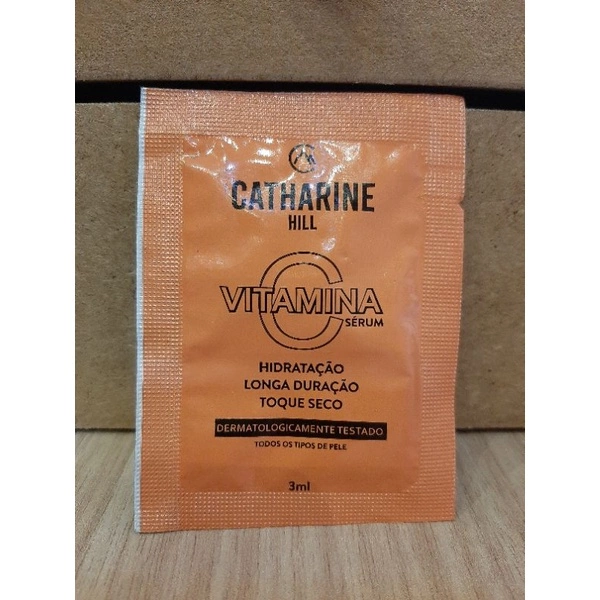 CATHARINE
HILL
C
VITAMINA
SÉRUM
HIDRATAÇÃO
LONGA DURAÇÃO
TOQUE SECO
DERMATOLOGICAMENTE TESTADO
TODOS OS TIPOS DE PELE
3ml